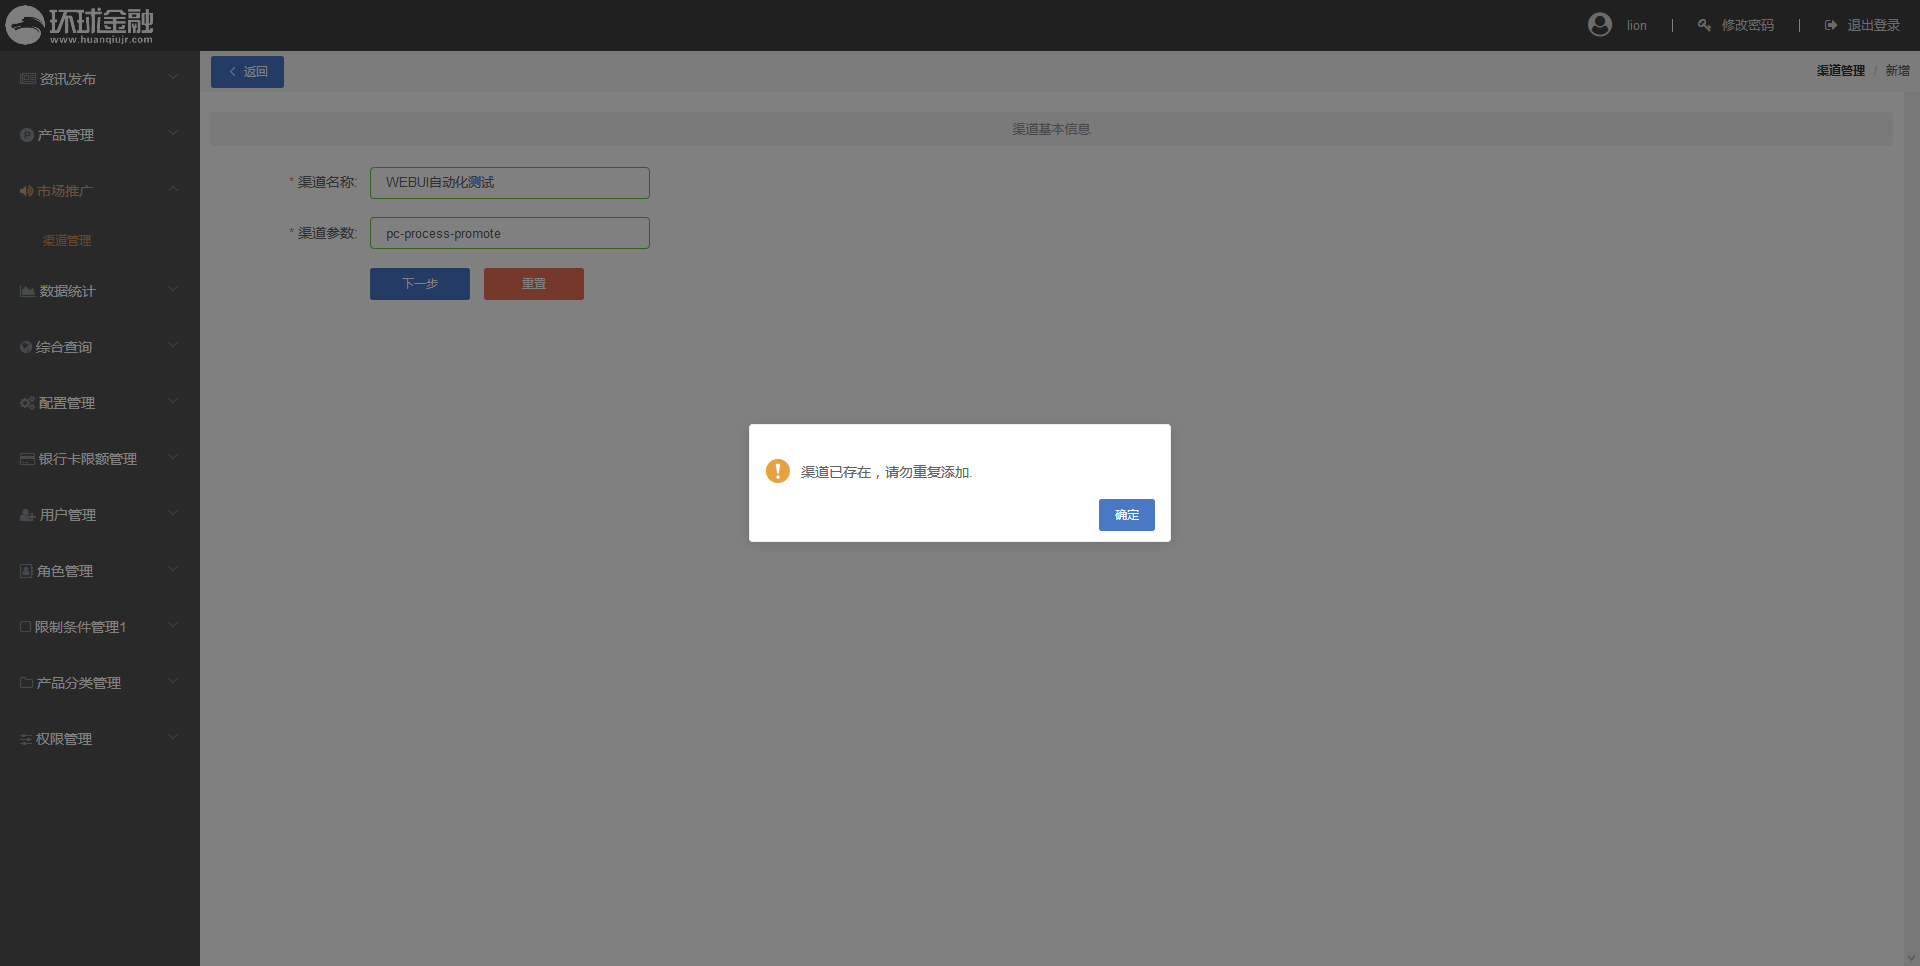 环球金融
www.huanqiujr.com
lion | 修改密码 | 退出登录
返回
渠道管理 / 新增
资讯发布
产品管理
市场推广
渠道管理
数据统计
综合查询
配置管理
银行卡限额管理
用户管理
角色管理
限制条件管理1
产品分类管理
权限管理
渠道基本信息
* 渠道名称: WEBUI自动化测试
* 渠道参数: pc-process-promote
下一步 重置
渠道已存在，请勿重复添加.
确定